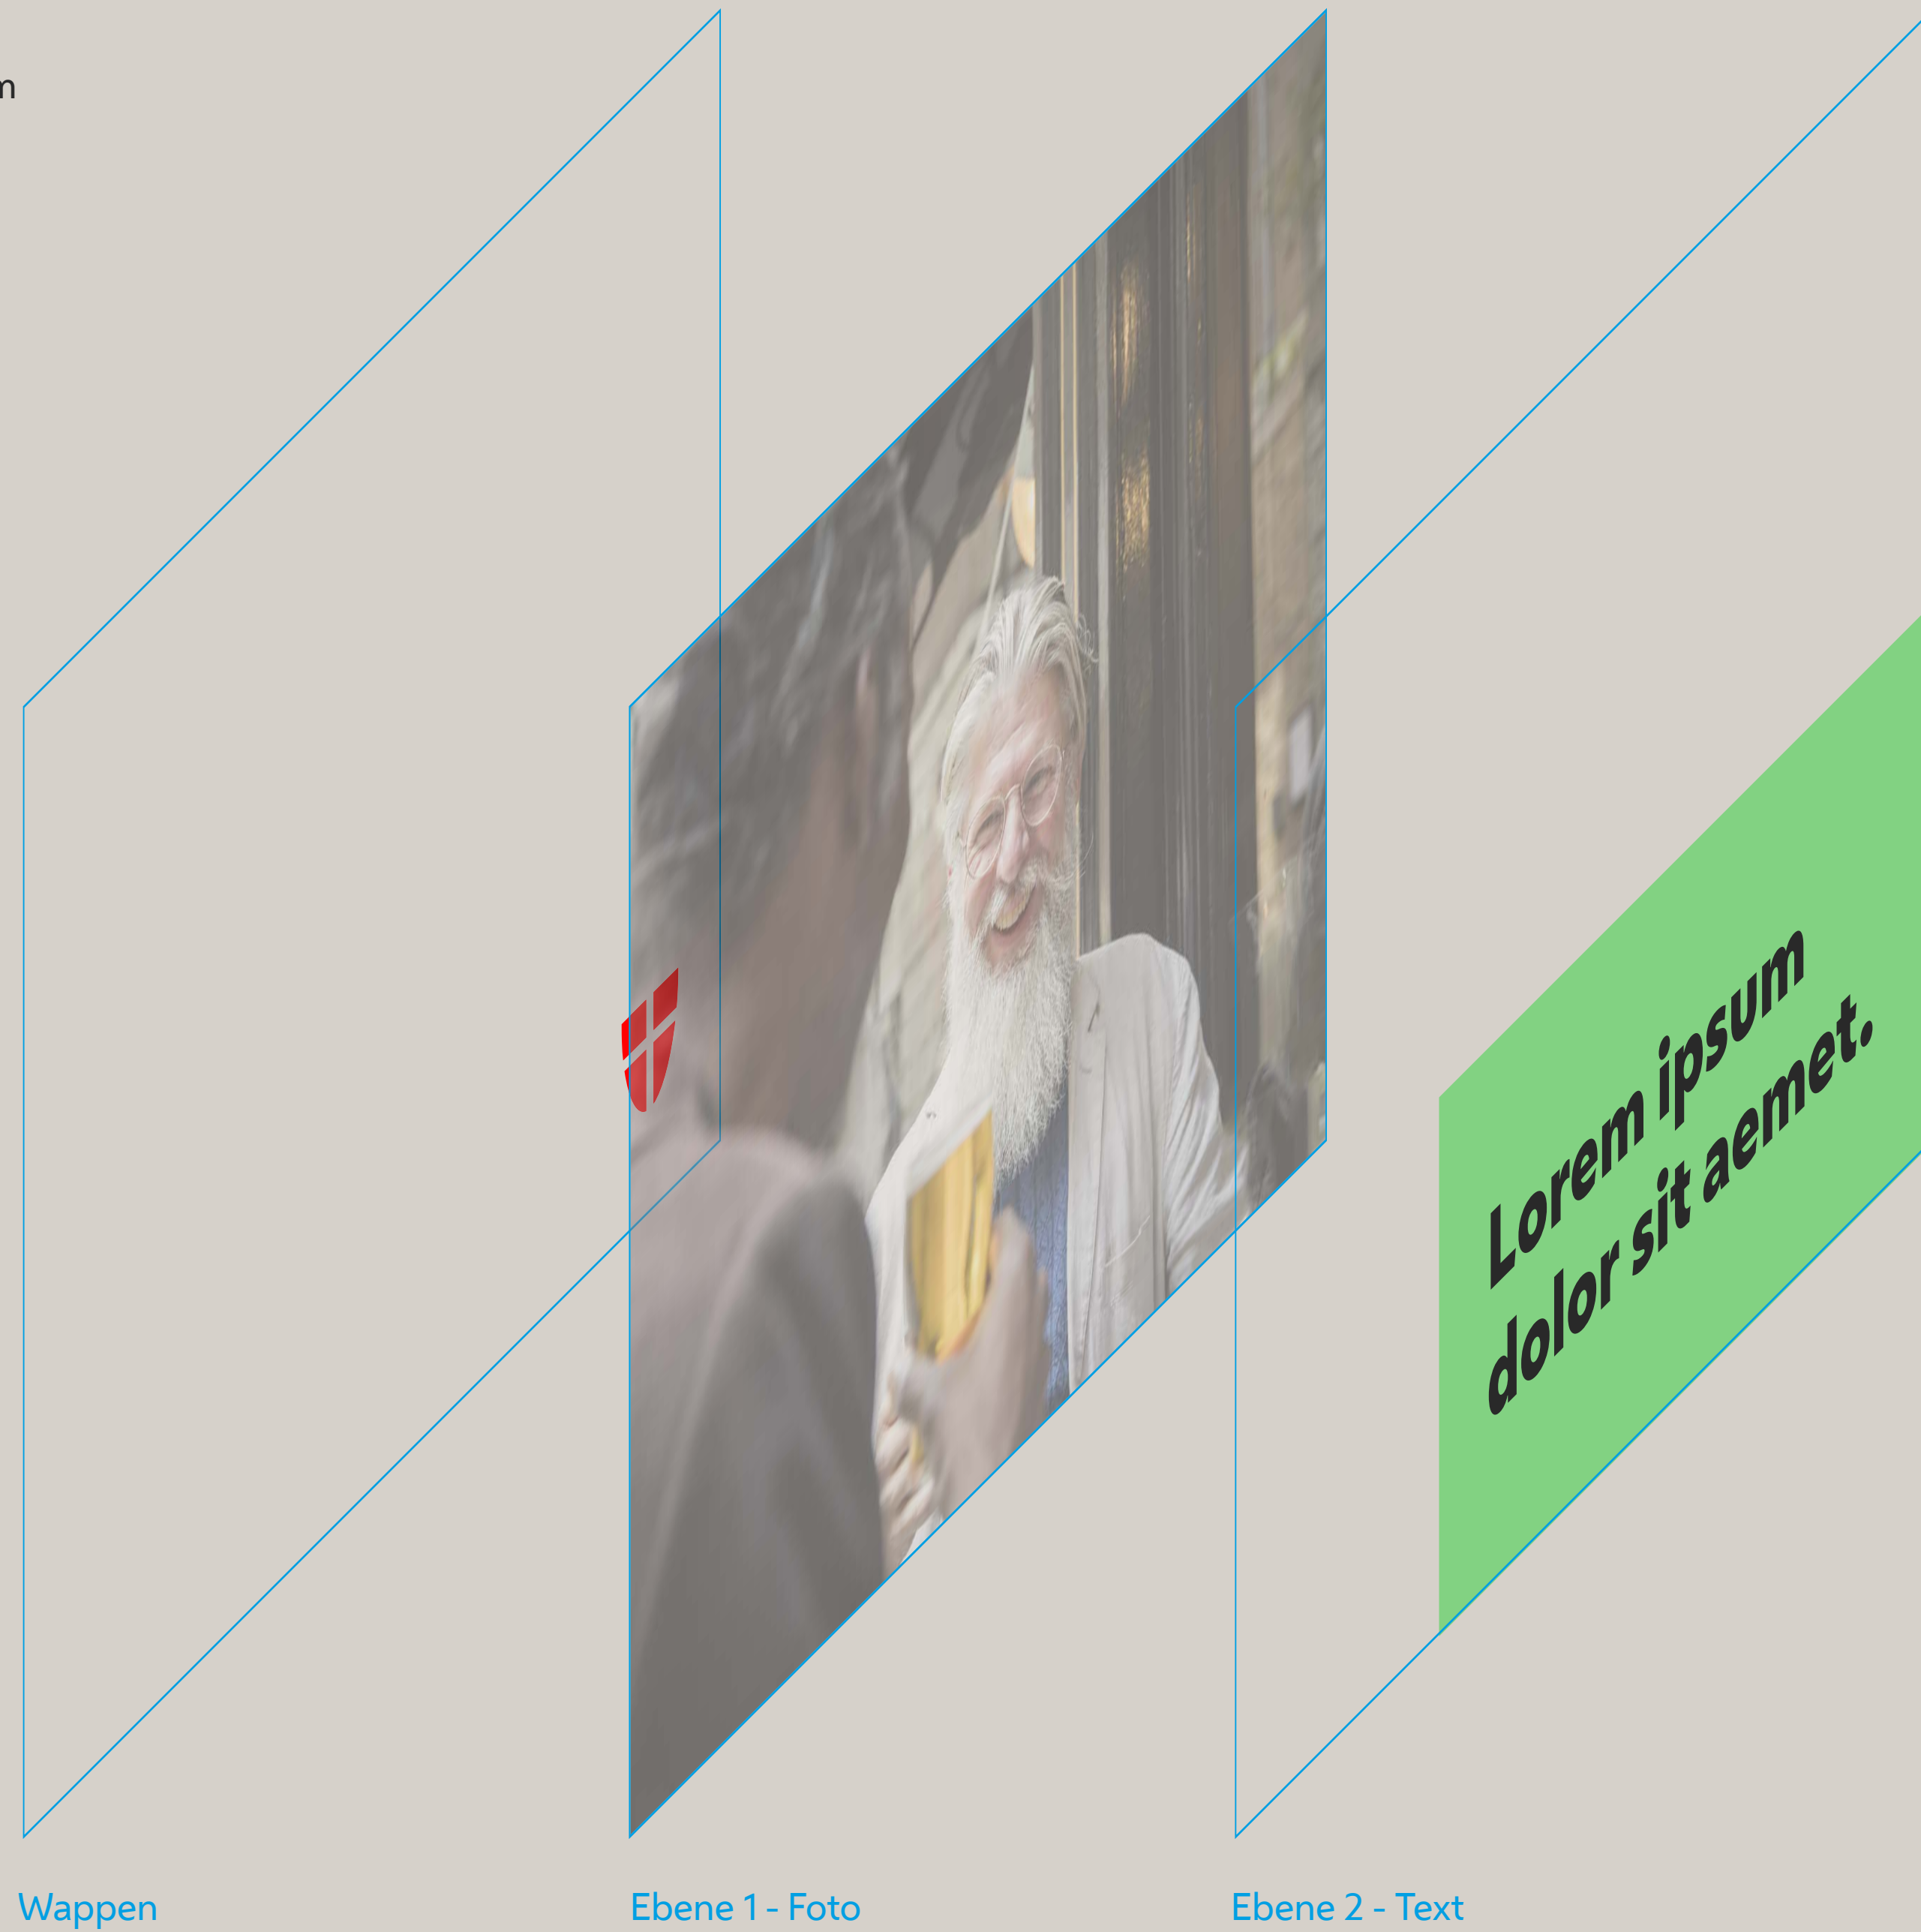 m
Lorem ipsum
dolor sit aemet.
Wappen
Ebene 1 - Foto
Ebene 2 - Text